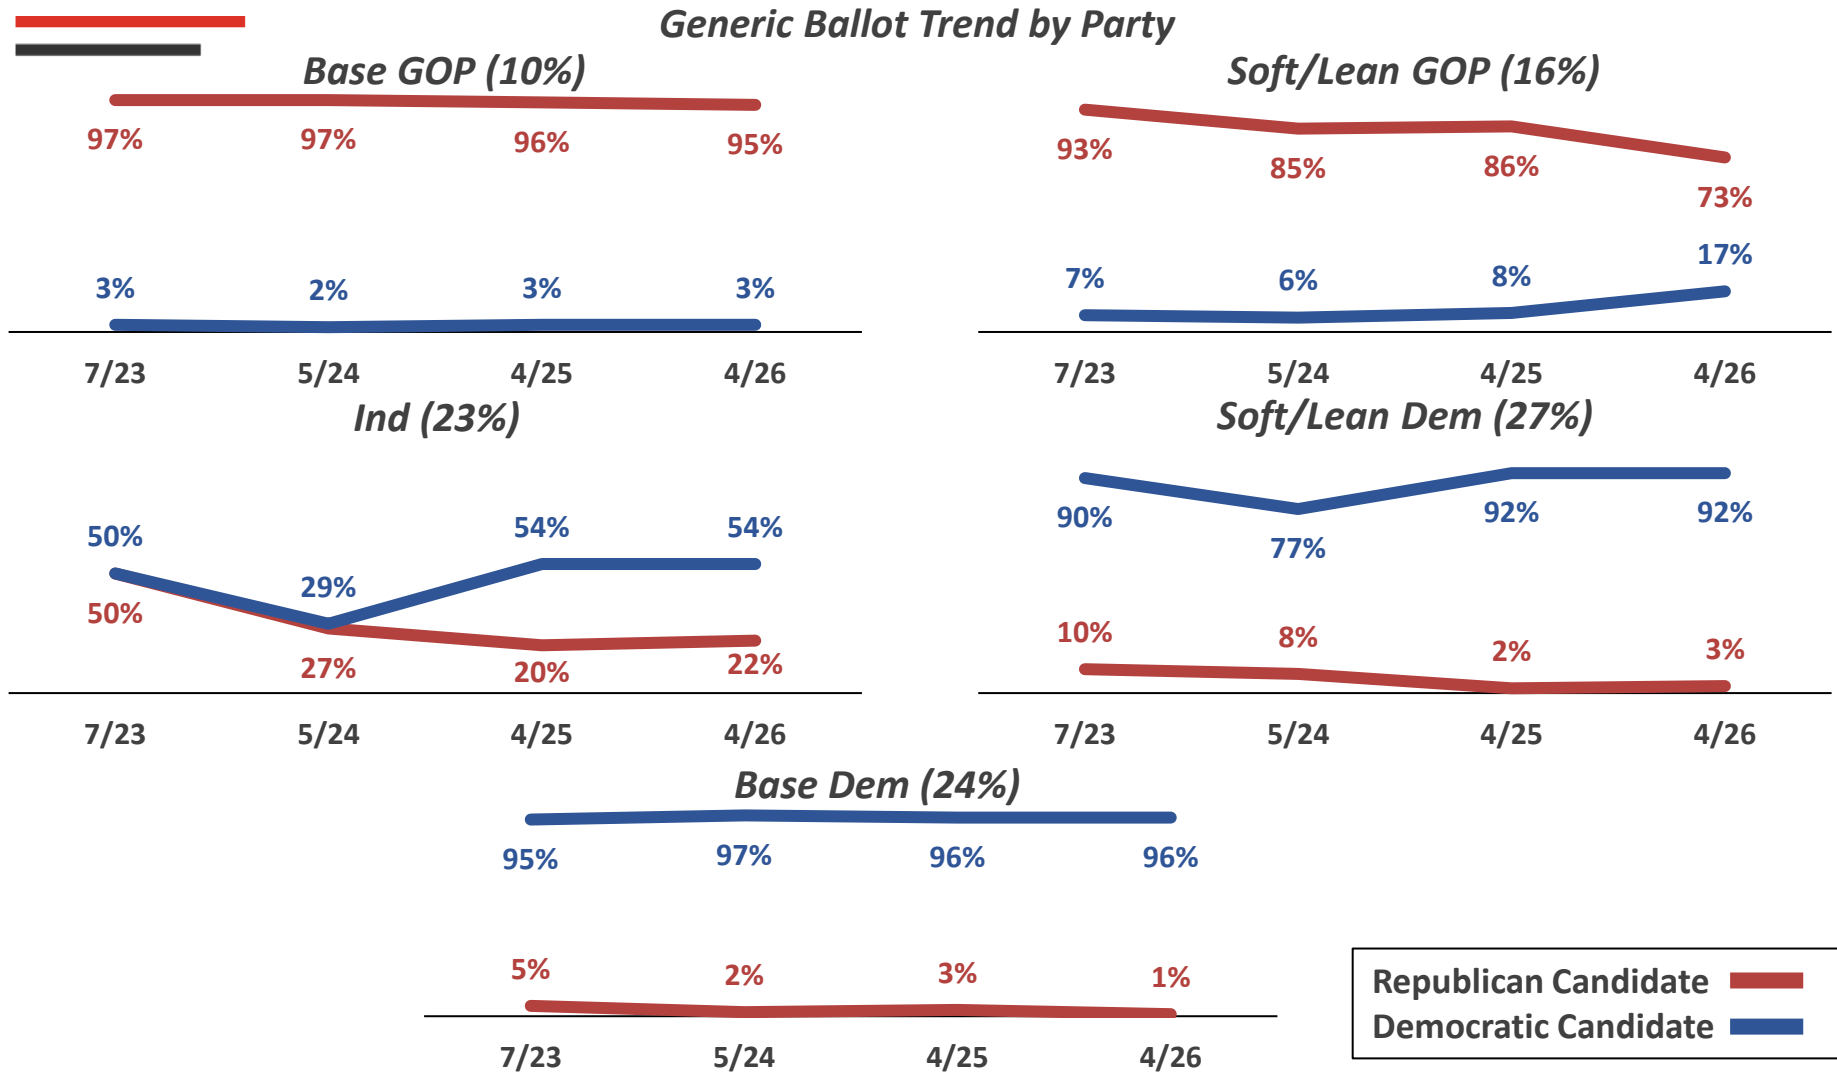 Generic Ballot Trend by Party
Base GOP (10%)
97% 97% 96% 95%
3% 2% 3% 3%
7/23 5/24 4/25 4/26
Soft/Lean GOP (16%)
93% 85% 86% 73%
7% 6% 8% 17%
7/23 5/24 4/25 4/26
Ind (23%)
50% 29% 54% 54%
50% 27% 20% 22%
7/23 5/24 4/25 4/26
Soft/Lean Dem (27%)
90% 77% 92% 92%
10% 8% 2% 3%
7/23 5/24 4/25 4/26
Base Dem (24%)
95% 97% 96% 96%
5% 2% 3% 1%
7/23 5/24 4/25 4/26
Republican Candidate
Democratic Candidate